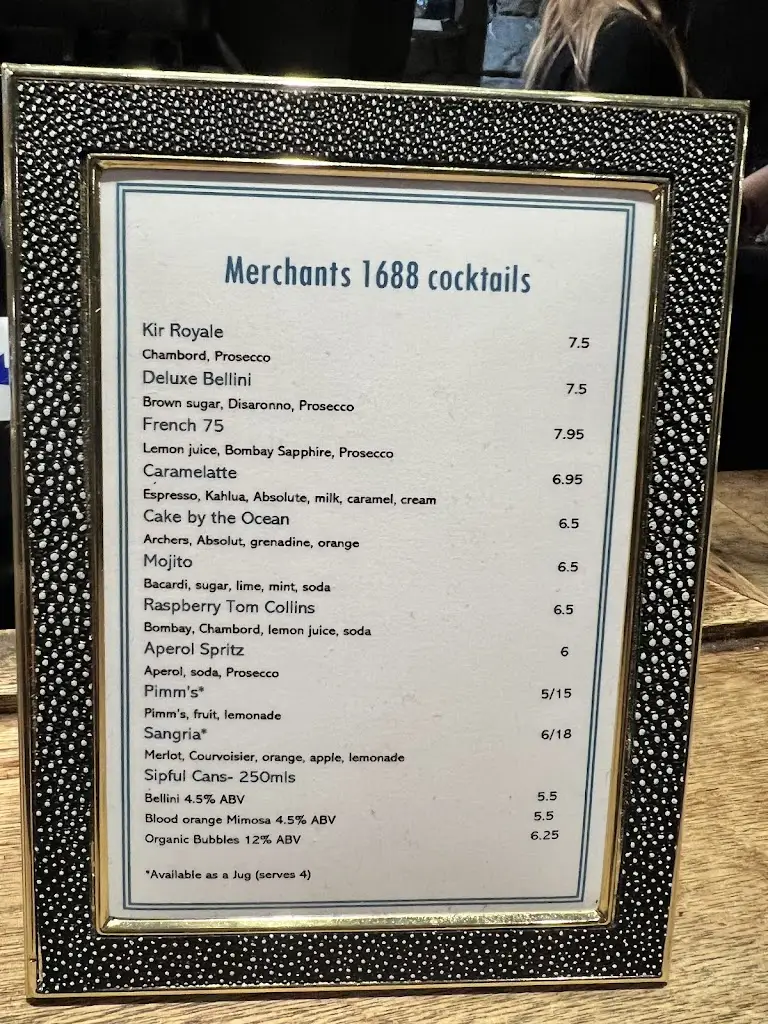 Merchants 1688 cocktails
Kir Royale 7.5
Chambord, Prosecco
Deluxe Bellini 7.5
Brown sugar, Disaronno, Prosecco
French 75 7.95
Lemon juice, Bombay Sapphire, Prosecco
Caramelatte 6.95
Espresso, Kahlua, Absolute, milk, caramel, cream
Cake by the Ocean 6.5
Archers, Absolut, grenadine, orange
Mojito 6.5
Bacardi, sugar, lime, mint, soda
Raspberry Tom Collins 6.5
Bombay, Chambord, lemon juice, soda
Aperol Spritz 6
Aperol, soda, Prosecco
Pimm's* 5/15
Pimm's, fruit, lemonade
Sangria* 6/18
Merlot, Courvoisier, orange, apple, lemonade
Sipful Cans- 250mls
Bellini 4.5% ABV 5.5
Blood orange Mimosa 4.5% ABV 5.5
Organic Bubbles 12% ABV 6.25
*Available as a Jug (serves 4)